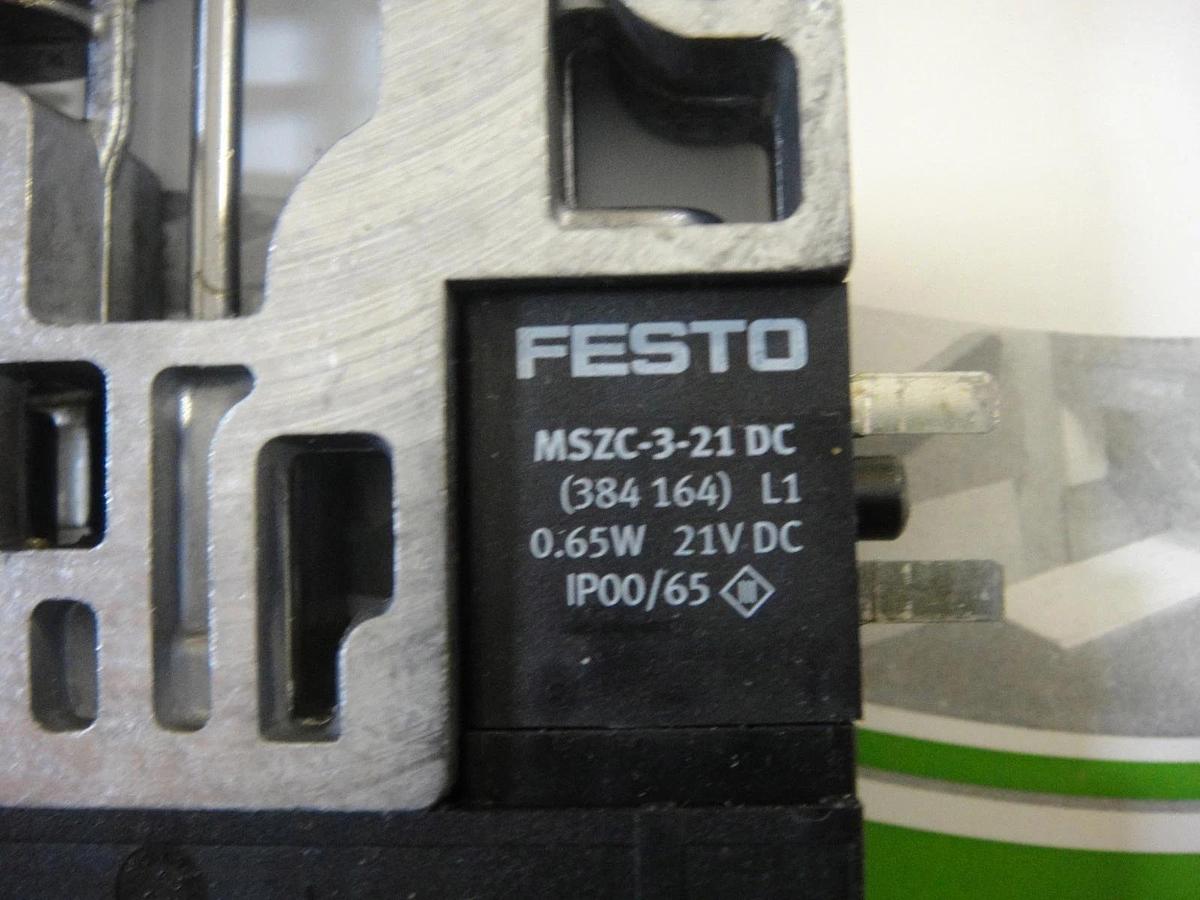 FESTO
MSZC-3-21 DC
(384 164) L1
0.65W 21V DC
IP00/65